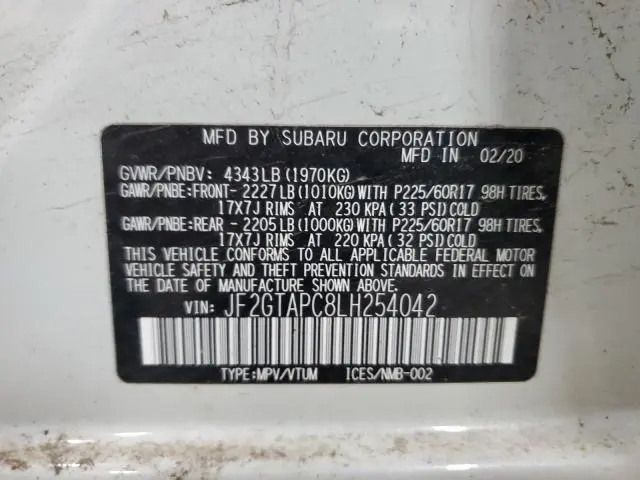 MFD BY SUBARU CORPORATION
MFD IN 02/20
GVWR/PNBV: 4343LB (1970KG)
GAWR/PNBE:FRONT- 2227LB (1010KG) WITH P225/60R17 98H TIRES,
17X7J RIMS AT 230 KPA (33 PSI) COLD
GAWR/PNBE:REAR - 2205LB (1000KG) WITH P225/60R17 98H TIRES,
17X7J RIMS AT 220 KPA (32 PSI) COLD
THIS VEHICLE CONFORMS TO ALL APPLICABLE FEDERAL MOTOR
VEHICLE SAFETY AND THEFT PREVENTION STANDARDS IN EFFECT ON
THE DATE OF MANUFACTURE SHOWN ABOVE.
VIN: JF2GTAPC8LH254042
TYPE:MPV/VTUM ICES/NMB-002